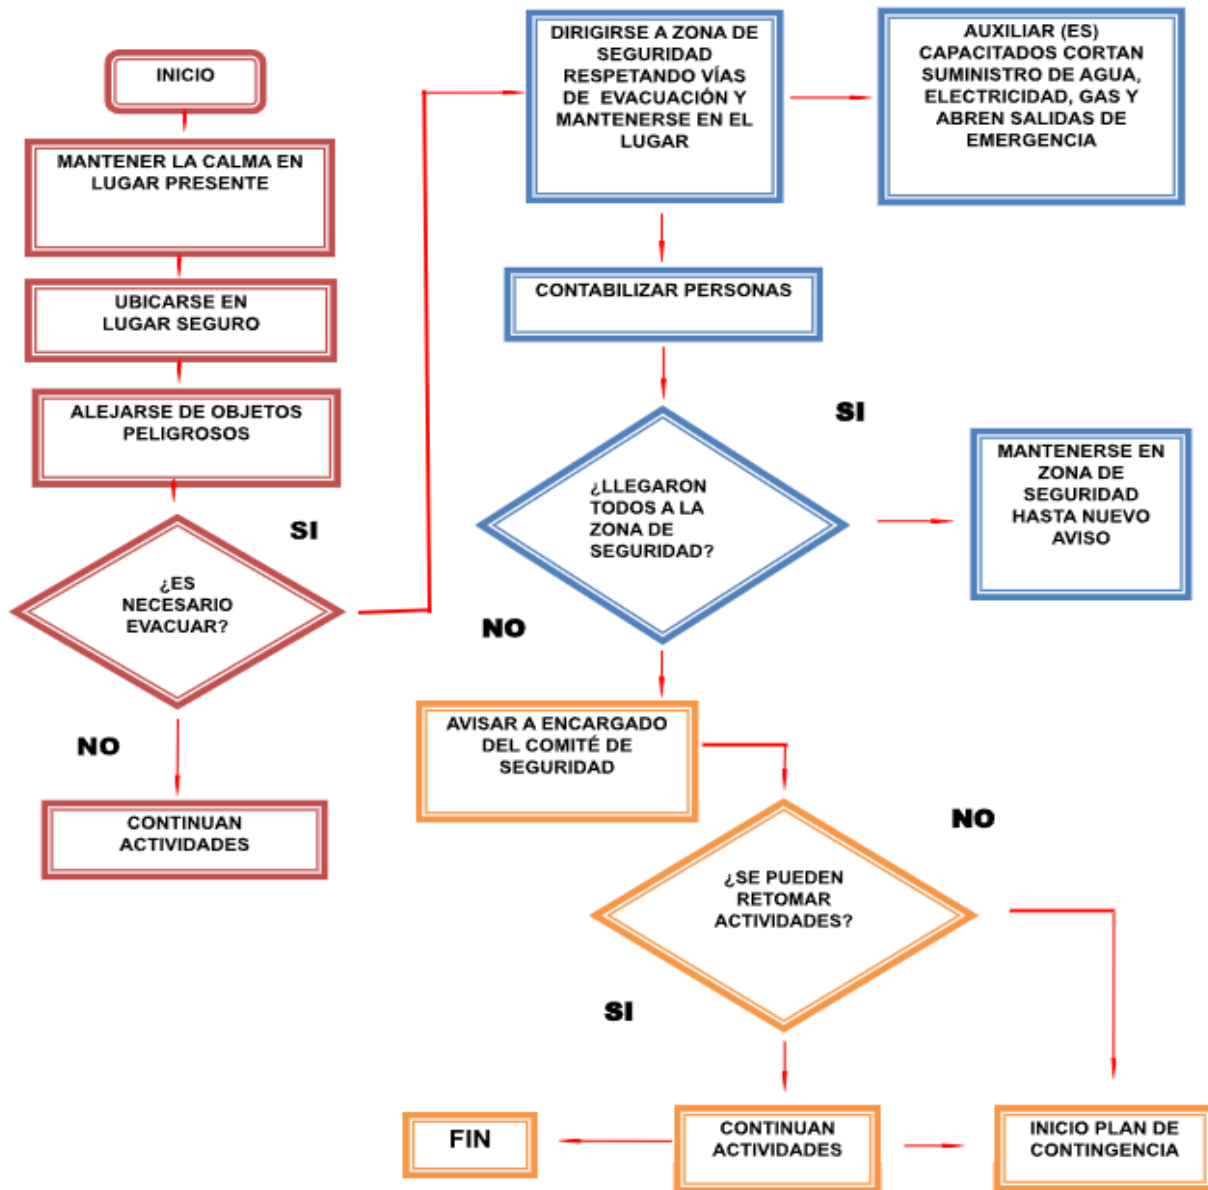 INICIO
MANTENER LA CALMA EN
LUGAR PRESENTE
UBICARSE EN
LUGAR SEGURO
ALEJARSE DE OBJETOS
PELIGROSOS
SI
¿ES
NECESARIO
EVACUAR?
NO
CONTINUAN
ACTIVIDADES
DIRIGIRSE A ZONA DE
SEGURIDAD
RESPETANDO VÍAS
DE EVACUACIÓN Y
MANTENERSE EN EL
LUGAR
AUXILIAR (ES)
CAPACITADOS CORTAN
SUMINISTRO DE AGUA,
ELECTRICIDAD, GAS Y
ABREN SALIDAS DE
EMERGENCIA
CONTABILIZAR PERSONAS
SI
¿LLEGARON
TODOS A LA
ZONA DE
SEGURIDAD?
MANTENERSE EN
ZONA DE
SEGURIDAD
HASTA NUEVO
AVISO
NO
AVISAR A ENCARGADO
DEL COMITÉ DE
SEGURIDAD
NO
¿SE PUEDEN
RETOMAR
ACTIVIDADES?
SI
FIN
CONTINUAN
ACTIVIDADES
INICIO PLAN DE
CONTINGENCIA